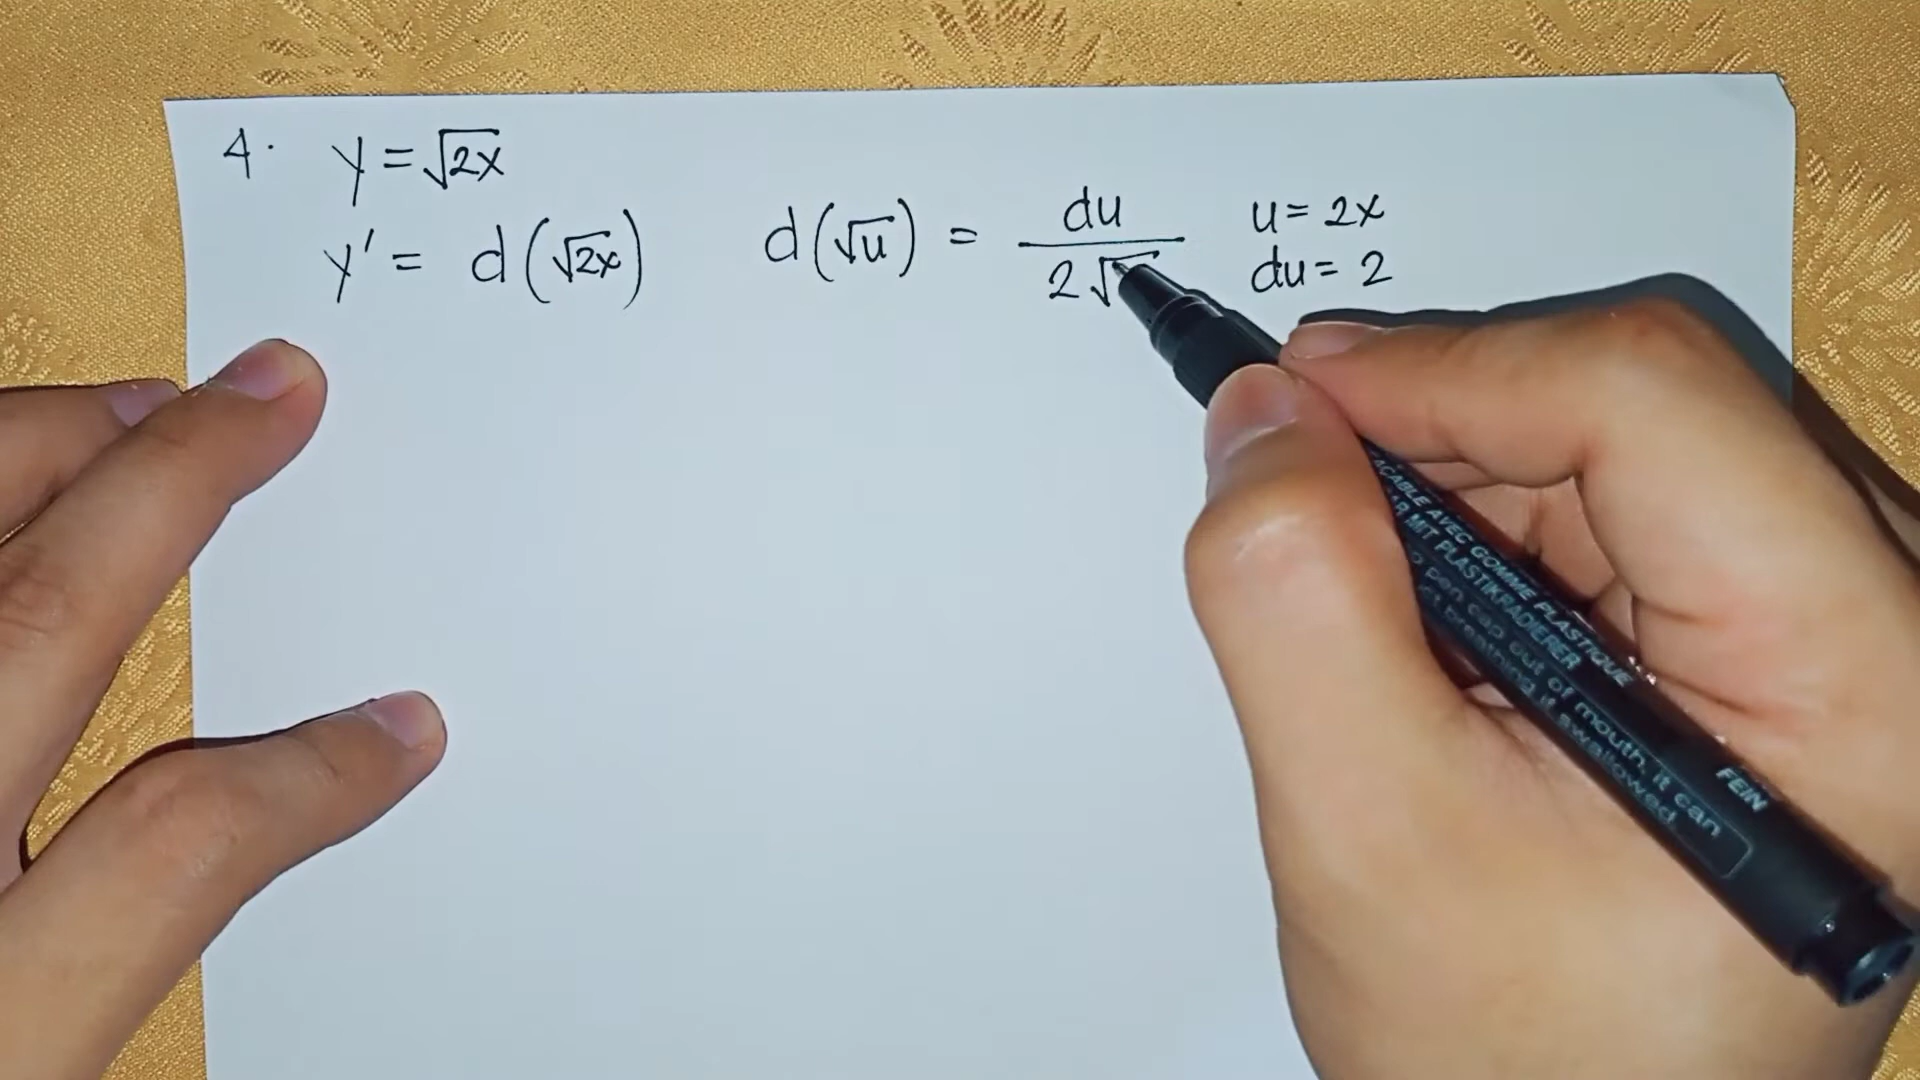 4. y = √2x
y' = d(√2x)
d(√u) = du / 2√
u = 2x
du = 2
AVEC GOMME PLASTIQUE
MIT PLASTIKRADIERER
pen cap out of mouth, it can
breathing if swallowed.
FEIN